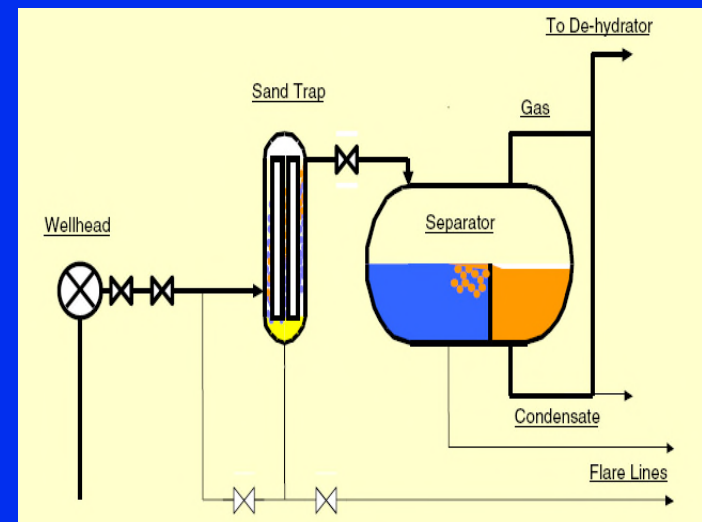 To De-hydrator
Sand Trap
Gas
Wellhead
Separator
Condensate
Flare Lines